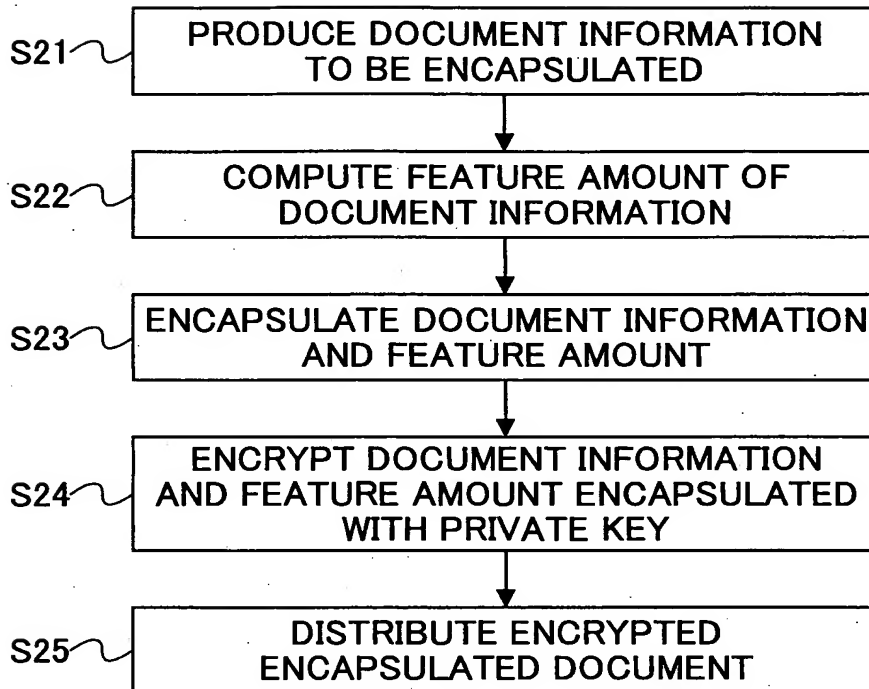 S21
PRODUCE DOCUMENT INFORMATION
TO BE ENCAPSULATED
S22
COMPUTE FEATURE AMOUNT OF
DOCUMENT INFORMATION
S23
ENCAPSULATE DOCUMENT INFORMATION
AND FEATURE AMOUNT
S24
ENCRYPT DOCUMENT INFORMATION
AND FEATURE AMOUNT ENCAPSULATED
WITH PRIVATE KEY
S25
DISTRIBUTE ENCRYPTED
ENCAPSULATED DOCUMENT